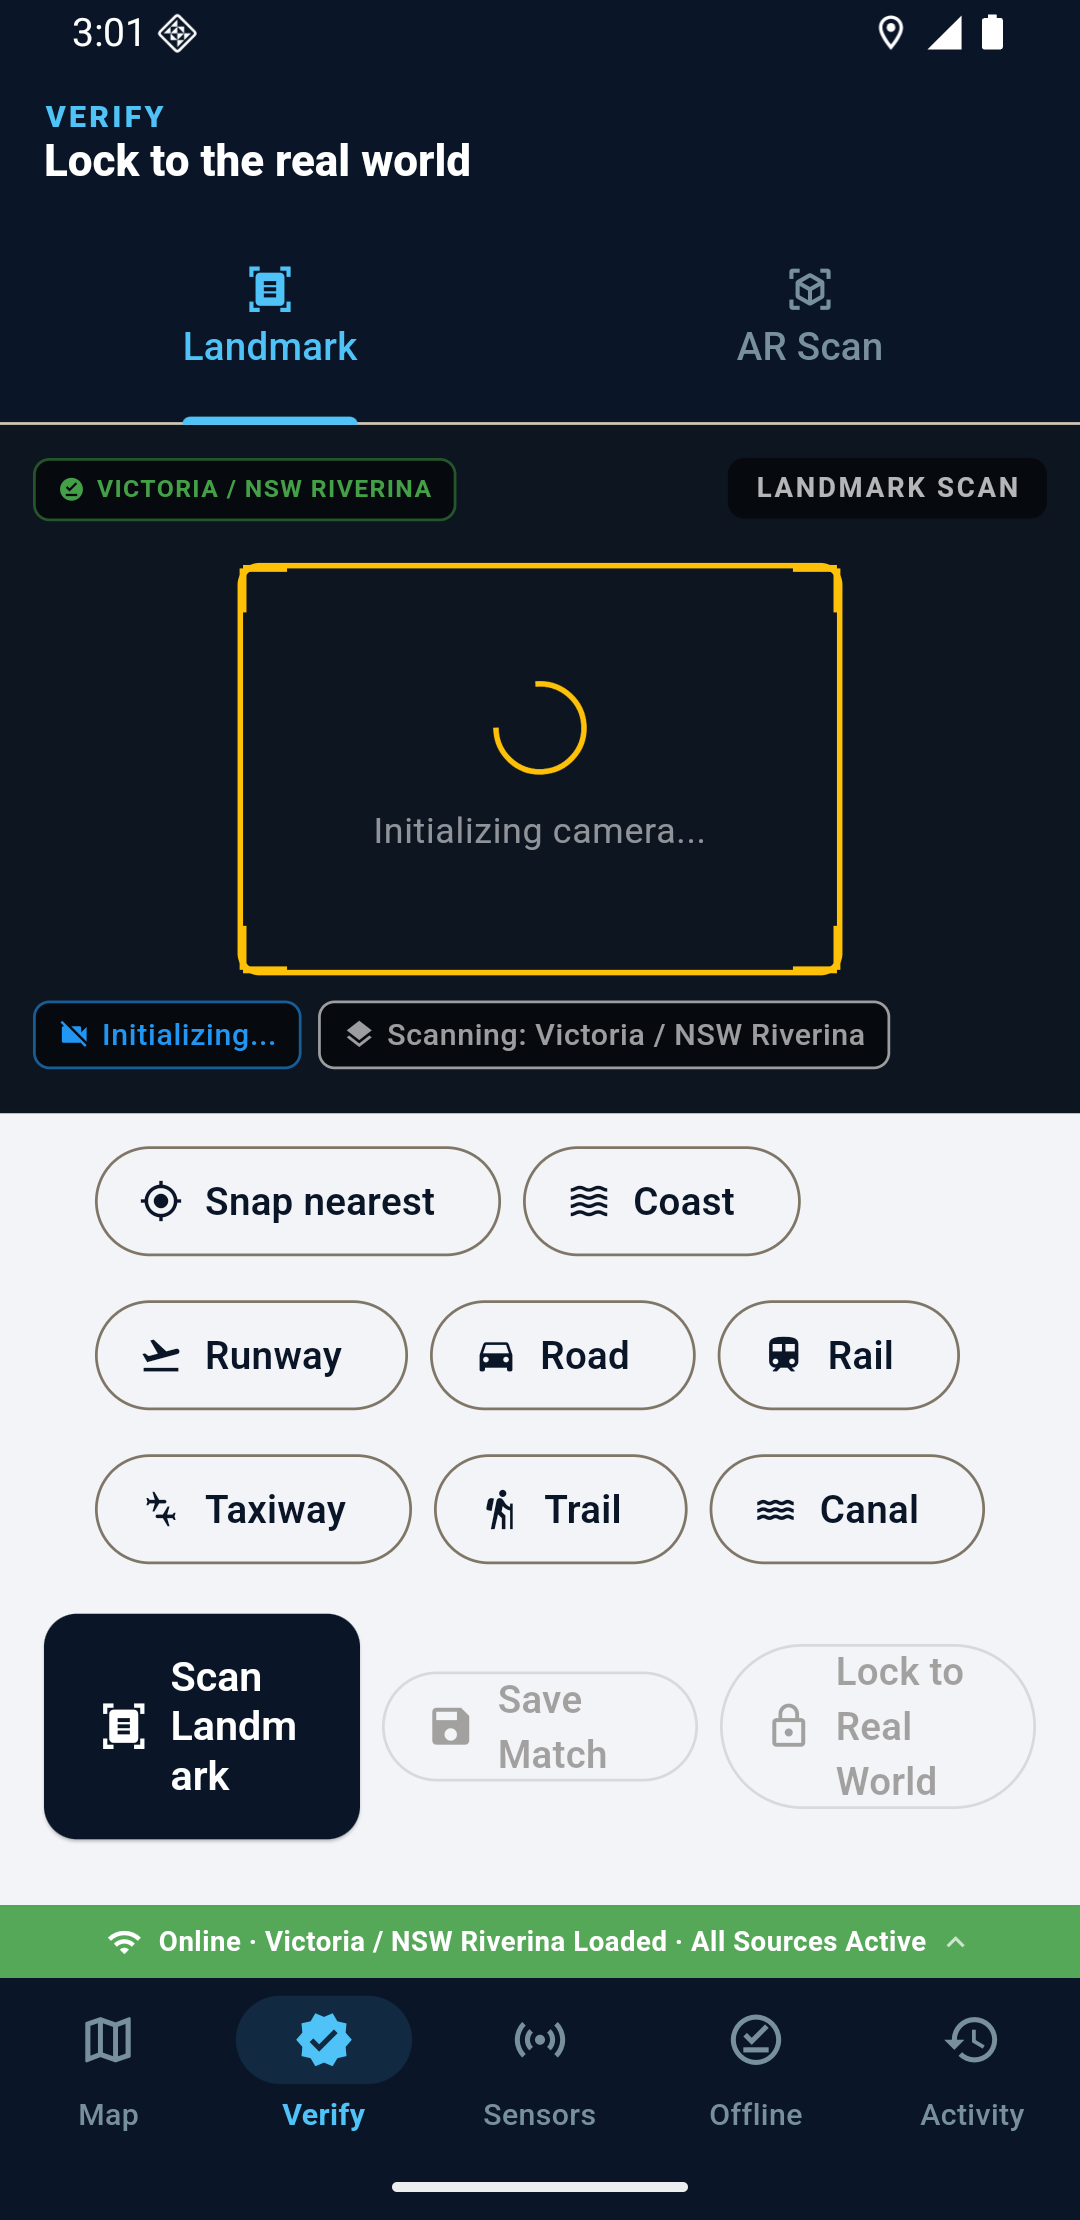 3:01
VERIFY
Lock to the real world
Landmark
AR Scan
VICTORIA / NSW RIVERINA
LANDMARK SCAN
Initializing camera...
Initializing...
Scanning: Victoria / NSW Riverina
Snap nearest
Coast
Runway
Road
Rail
Taxiway
Trail
Canal
Scan
Landm
ark
Save
Match
Lock to
Real
World
Online · Victoria / NSW Riverina Loaded · All Sources Active
Map
Verify
Sensors
Offline
Activity